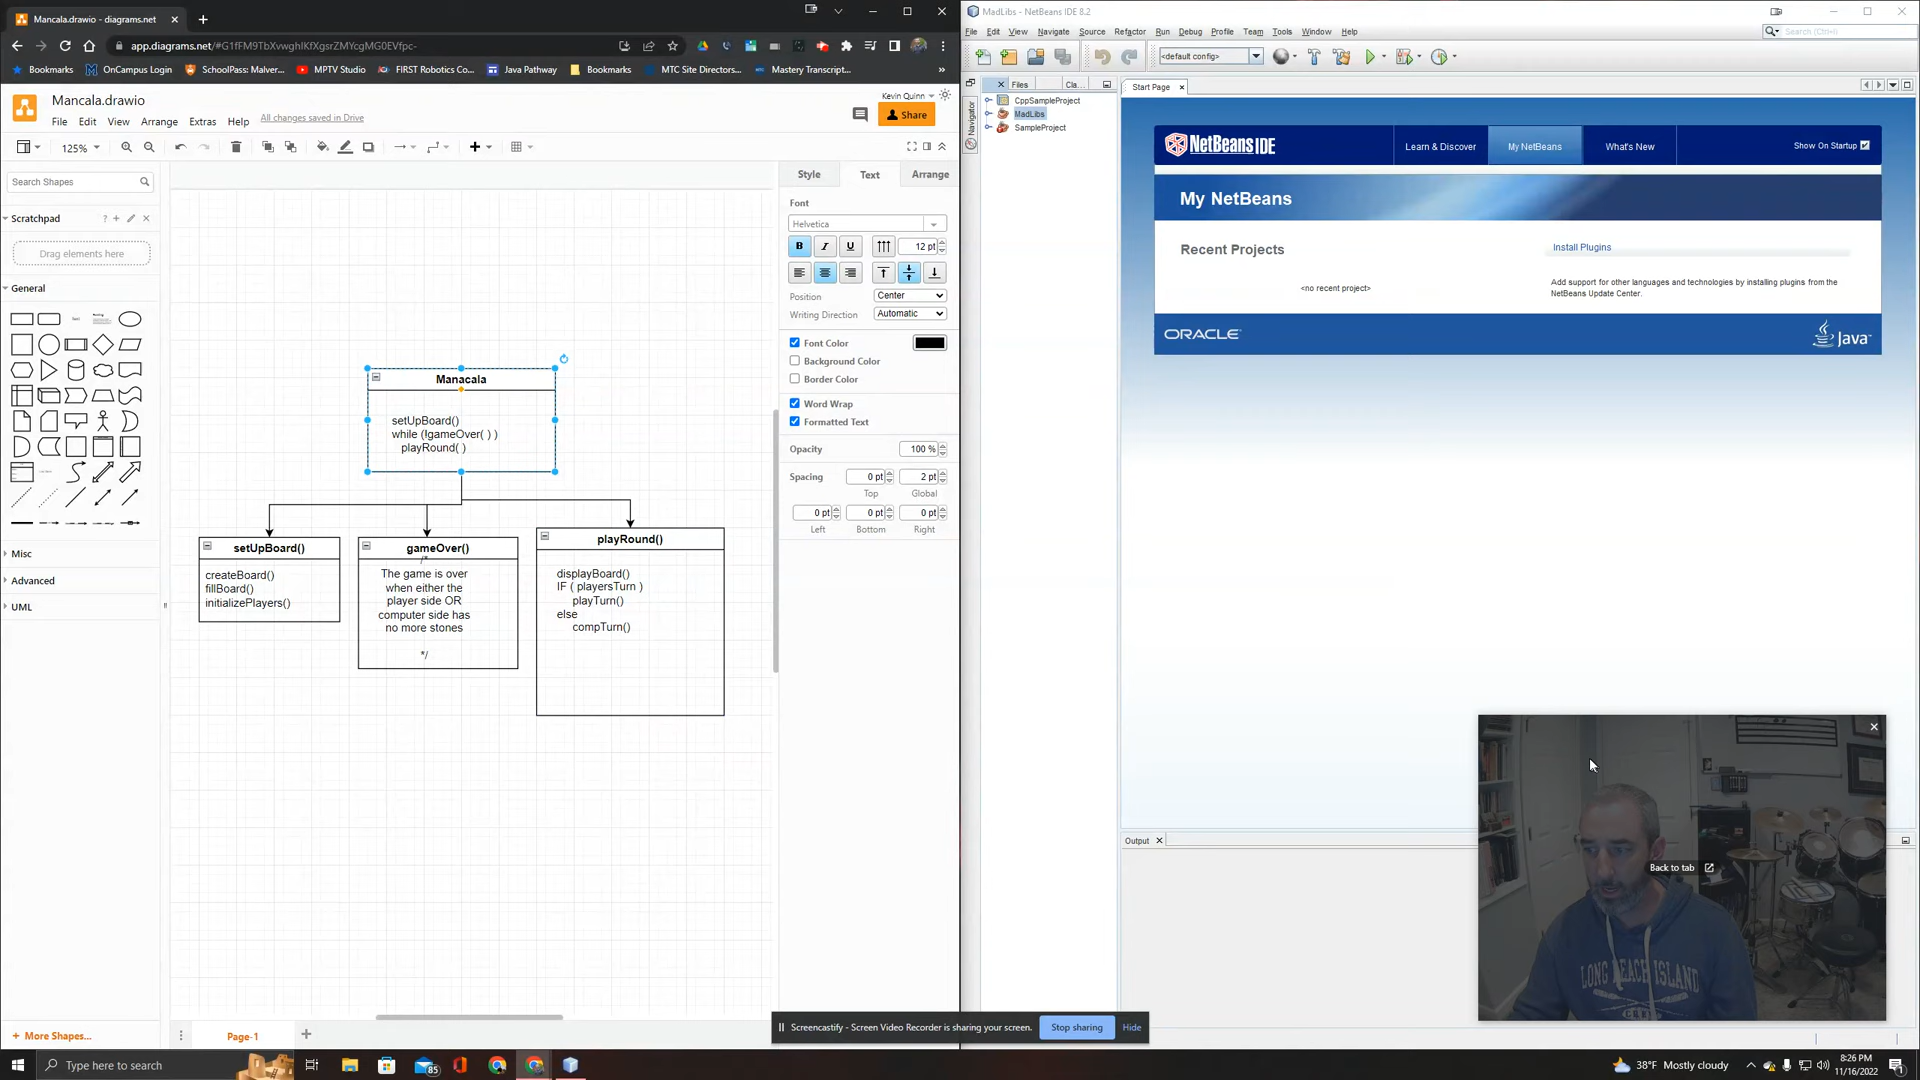 Mancala.drawio - diagrams.net
app.diagrams.net/#G1fFM9TbXvwghIKfXgsrZMYcgMG0EVfpc-
Bookmarks
OnCampus Login
SchoolPass: Malver...
MPTV Studio
FIRST Robotics Co...
Java Pathway
Bookmarks
MTC Site Directors...
Mastery Transcript...
Mancala.drawio
Kevin Quinn
File
Edit
View
Arrange
Extras
Help
All changes saved in Drive
Share
125%
Search Shapes
Scratchpad
Drag elements here
General
Misc
Advanced
UML
+ More Shapes...
Page-1
Manacala
setUpBoard()
while (!gameOver( ) )
playRound( )
setUpBoard()
createBoard()
fillBoard()
initializePlayers()
gameOver()
/*
The game is over
when either the
player side OR
computer side has
no more stones
*/
playRound()
displayBoard()
IF ( playersTurn )
playTurn()
else
compTurn()
Style
Text
Arrange
Font
Helvetica
B
I
U
12 pt
Position
Center
Writing Direction
Automatic
Font Color
Background Color
Border Color
Word Wrap
Formatted Text
Opacity
100 %
Spacing
0 pt
2 pt
Top
Global
0 pt
0 pt
0 pt
Left
Bottom
Right
MadLibs - NetBeans IDE 8.2
File
Edit
View
Navigate
Source
Refactor
Run
Debug
Profile
Team
Tools
Window
Help
Search (Ctrl+I)
<default config>
Files
Cla...
Navigator
CppSampleProject
MadLibs
SampleProject
Start Page
NetBeans IDE
Learn & Discover
My NetBeans
What's New
Show On Startup
My NetBeans
Recent Projects
<no recent project>
Install Plugins
Add support for other languages and technologies by installing plugins from the
NetBeans Update Center.
ORACLE
Java
Output
Back to tab
LONG BEACH ISLAND
Screencastify - Screen Video Recorder is sharing your screen.
Stop sharing
Hide
Type here to search
85
38°F Mostly cloudy
8:26 PM
11/16/2022